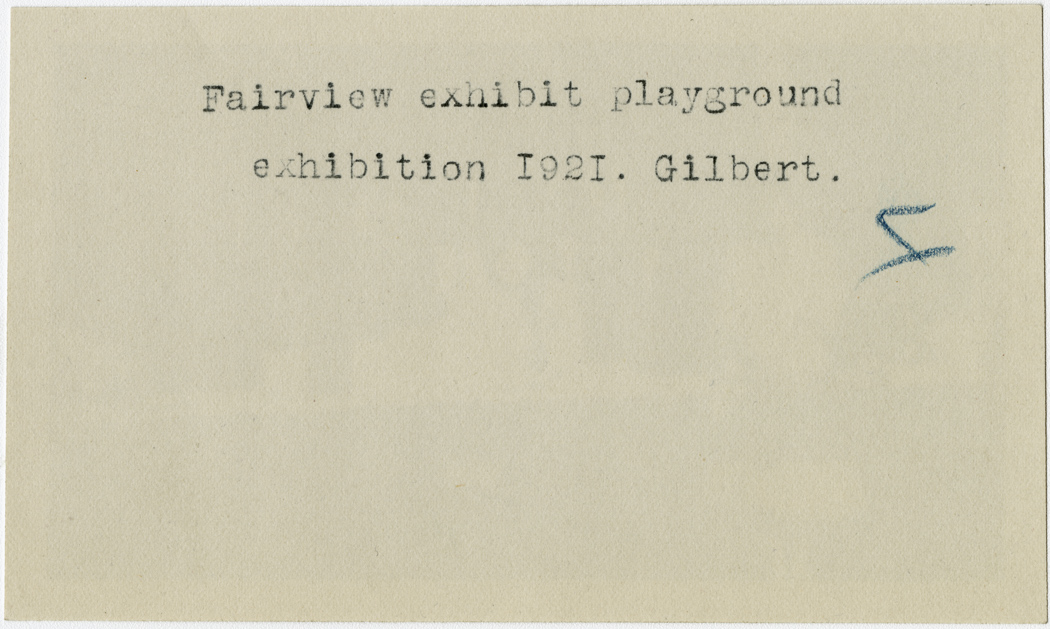 Fairview exhibit playground
exhibition I92I. Gilbert.